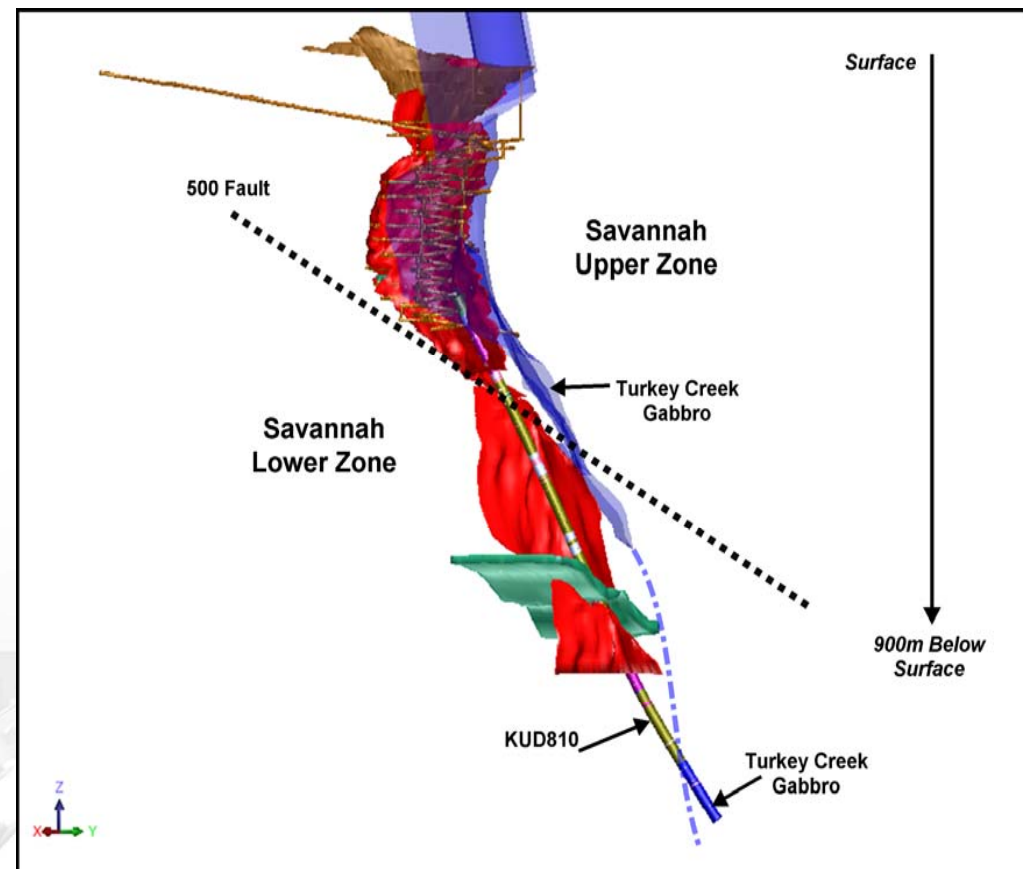 Surface
500 Fault
Savannah
Upper Zone
Turkey Creek
Gabbro
Savannah
Lower Zone
900m Below
Surface
KUD810
Turkey Creek
Gabbro
Z
X
Y